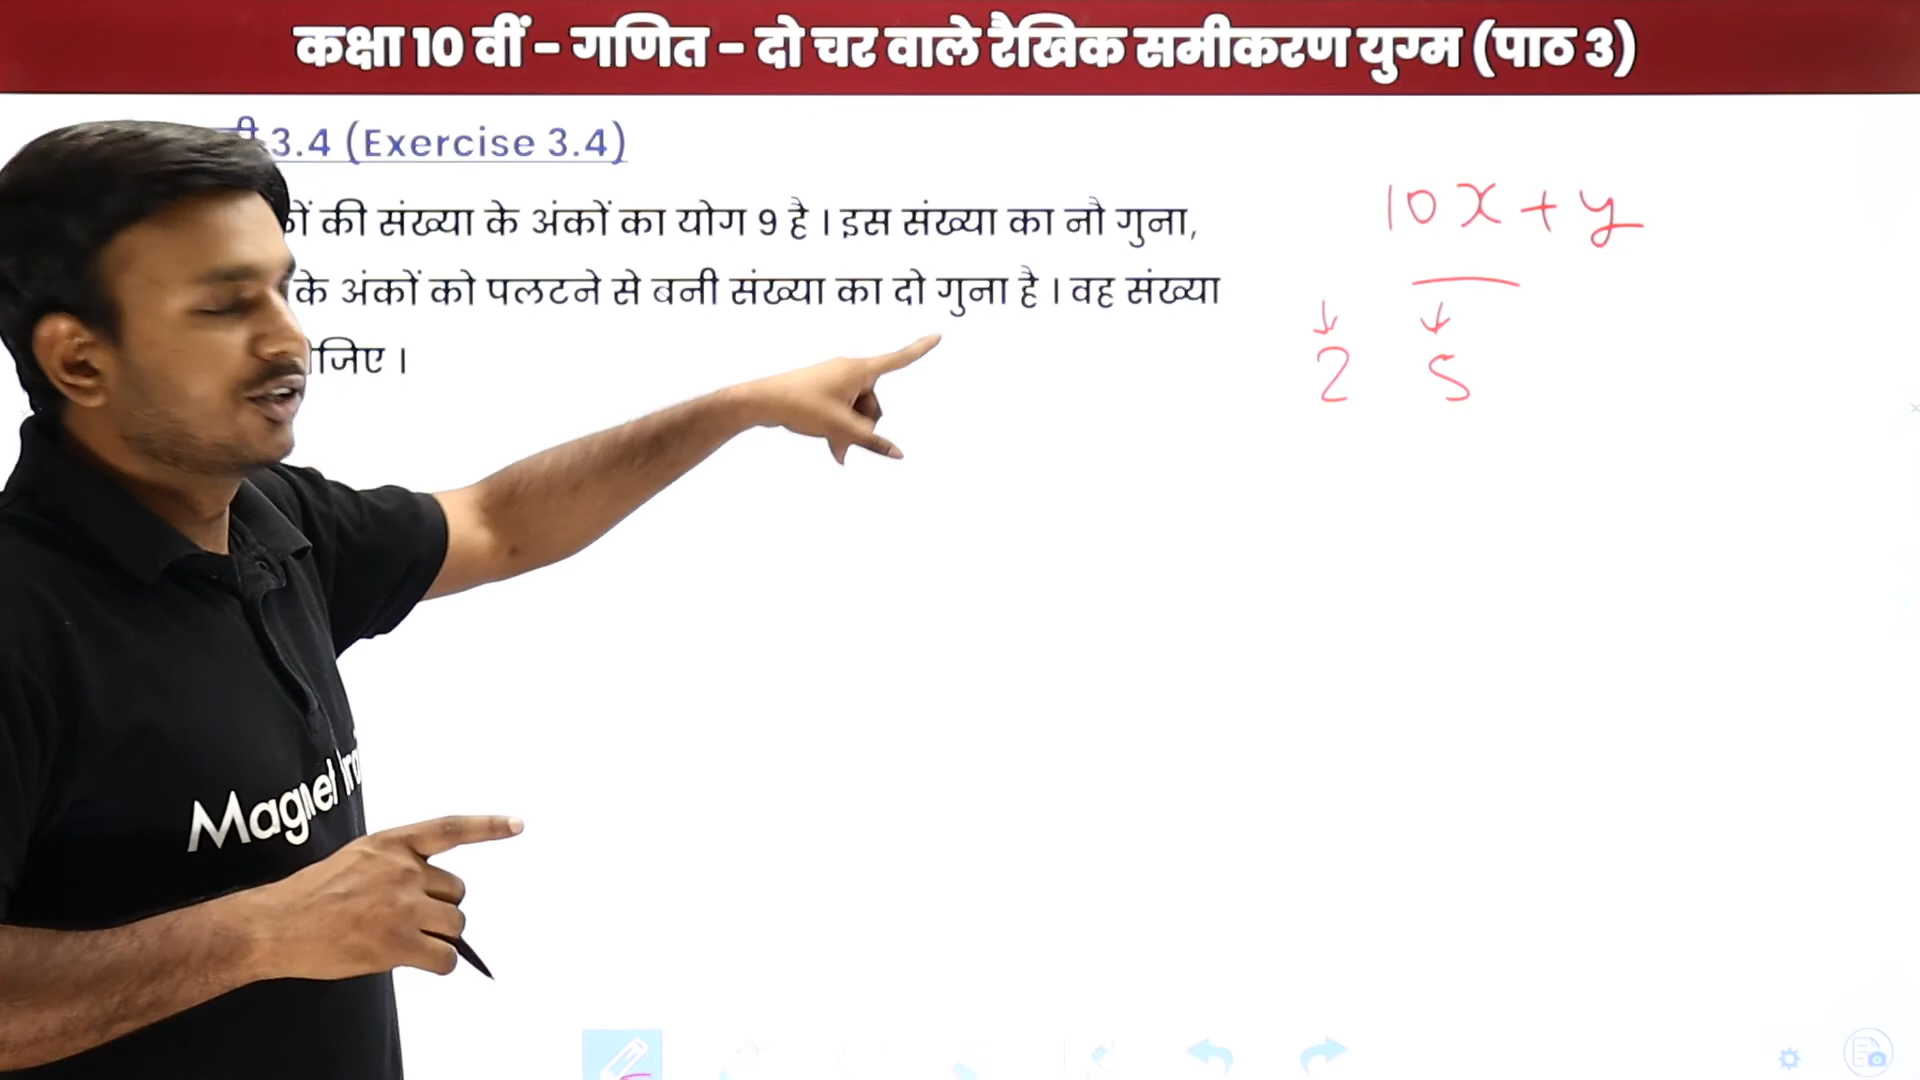 कक्षा 10 वीं - गणित - दो चर वाले रैखिक समीकरण युग्म (पाठ 3)
3.4 (Exercise 3.4)
की संख्या के अंकों का योग 9 है । इस संख्या का नौ गुना,
के अंकों को पलटने से बनी संख्या का दो गुना है । वह संख्या
जिए ।
10x+y
2 5
Magnet